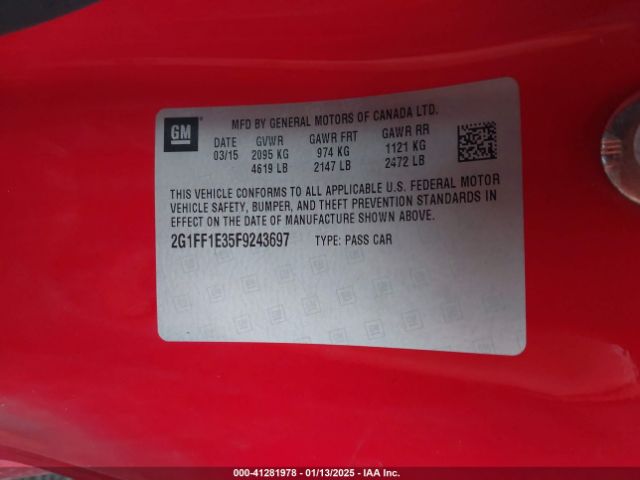 GM
MFD BY GENERAL MOTORS OF CANADA LTD.
DATE GVWR GAWR FRT GAWR RR
03/15 2095 KG 974 KG 1121 KG
4619 LB 2147 LB 2472 LB
THIS VEHICLE CONFORMS TO ALL APPLICABLE U.S. FEDERAL MOTOR
VEHICLE SAFETY, BUMPER, AND THEFT PREVENTION STANDARDS IN
EFFECT ON THE DATE OF MANUFACTURE SHOWN ABOVE.
2G1FF1E35F9243697 TYPE: PASS CAR
000-41281978 - 01/13/2025 - IAA Inc.